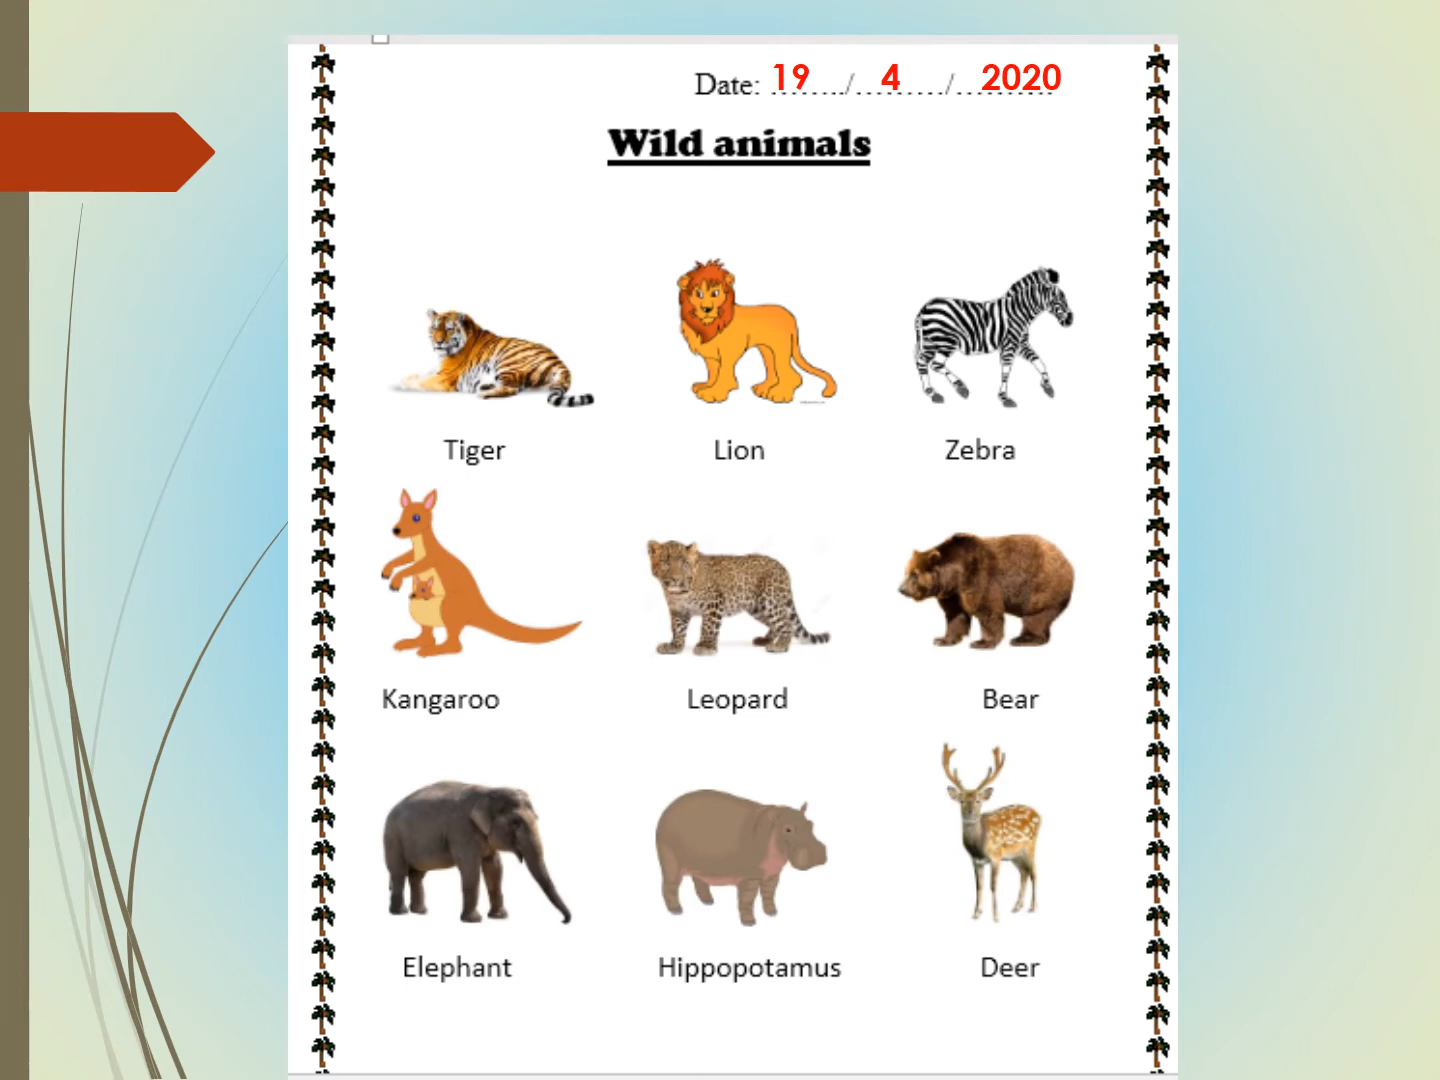 Date: 19......../ 4........./ 2020..........
Wild animals
Tiger Lion Zebra
Kangaroo Leopard Bear
Elephant Hippopotamus Deer